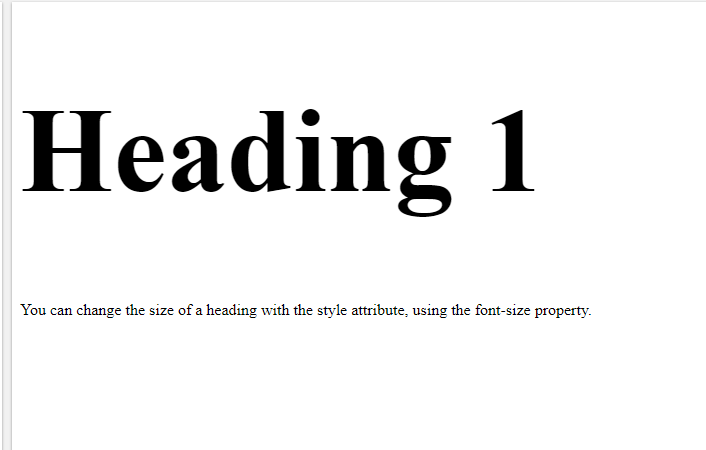 Heading 1
You can change the size of a heading with the style attribute, using the font-size property.